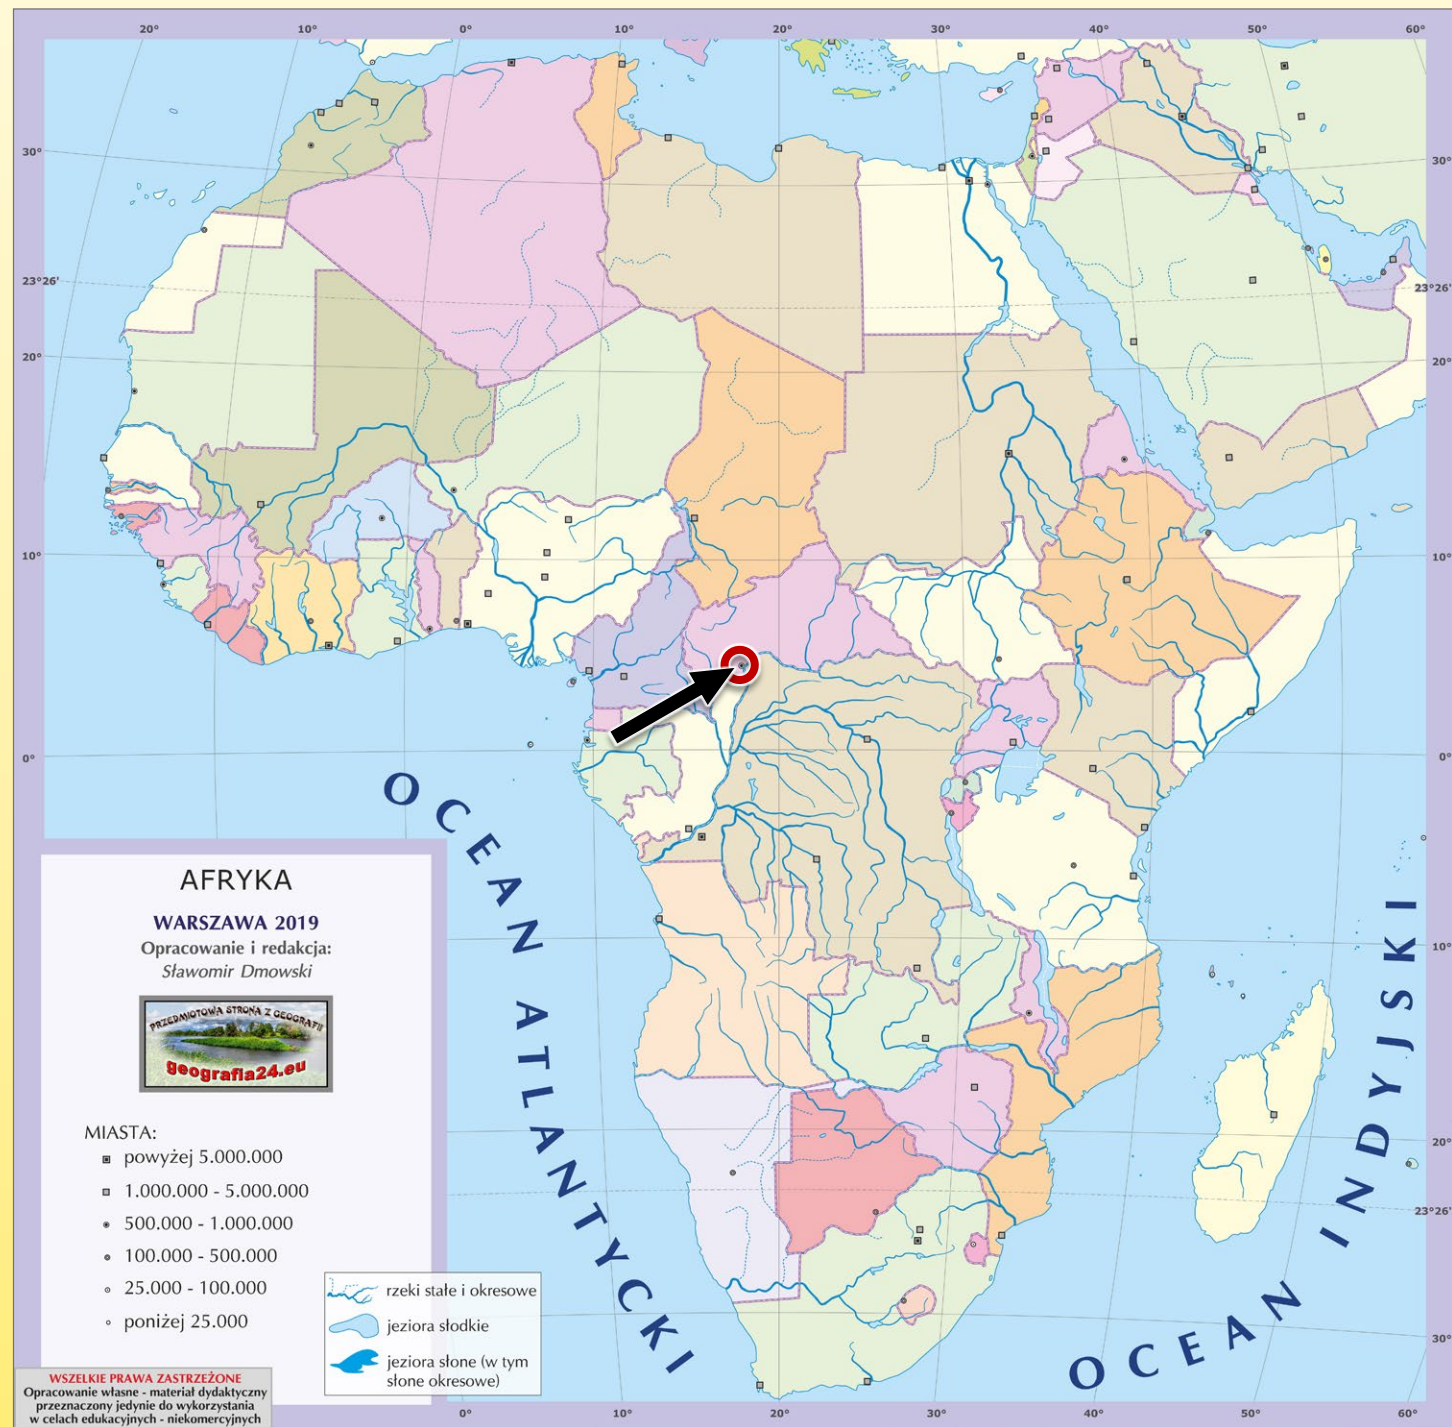 20° 10° 0° 10° 20° 30° 40° 50° 60°
30° 30°
23°26' 23°26'
20° 20°
10° 10°
0° 0°
10°
20°
23°26'
30°
OCEAN ATLANTYCKI
OCEAN INDYJSKI
AFRYKA
WARSZAWA 2019
Opracowanie i redakcja:
Sławomir Dmowski
PRZEDMIOTOWA STRONA Z GEOGRAFII
geografia24.eu
MIASTA:
powyżej 5.000.000
1.000.000 - 5.000.000
500.000 - 1.000.000
100.000 - 500.000
25.000 - 100.000
poniżej 25.000
rzeki stałe i okresowe
jeziora słodkie
jeziora słone (w tym
słone okresowe)
WSZELKIE PRAWA ZASTRZEŻONE
Opracowanie własne - materiał dydaktyczny
przeznaczony jedynie do wykorzystania
w celach edukacyjnych - niekomercyjnych
0° 10° 20° 30° 40° 50° 60°